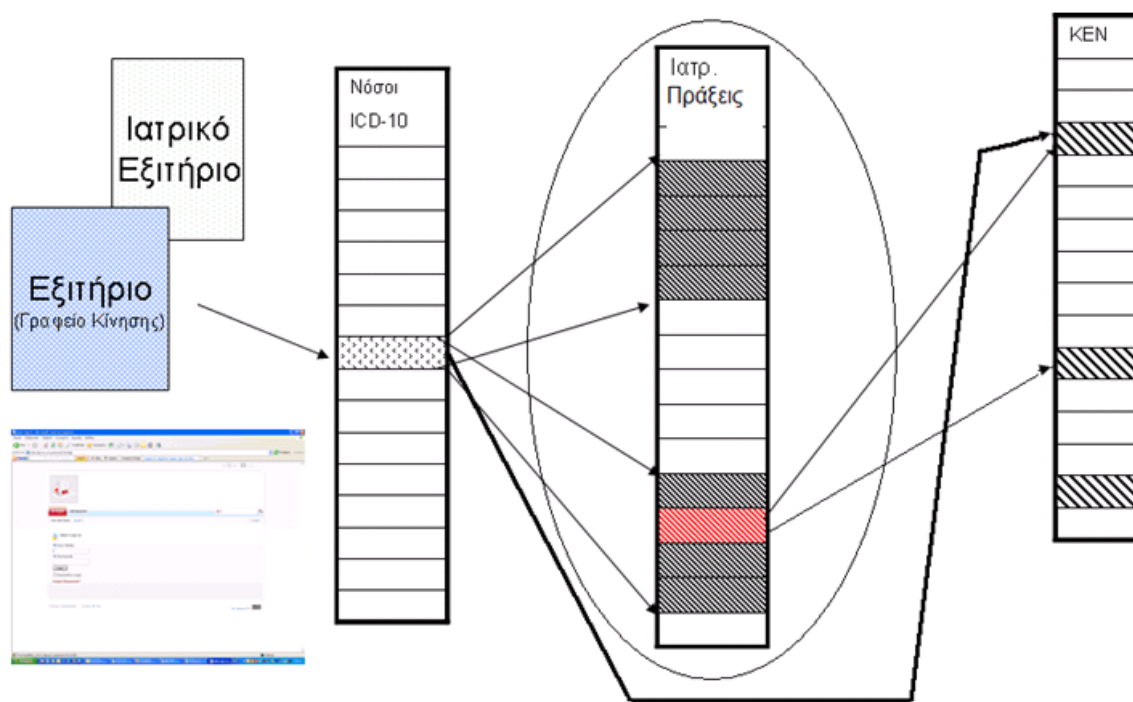 Ιατρικό
Εξιτήριο
Εξιτήριο
(Γραφείο Κίνησης)
Νόσοι
ICD-10
Ιατρ.
Πράξεις
ΚΕΝ